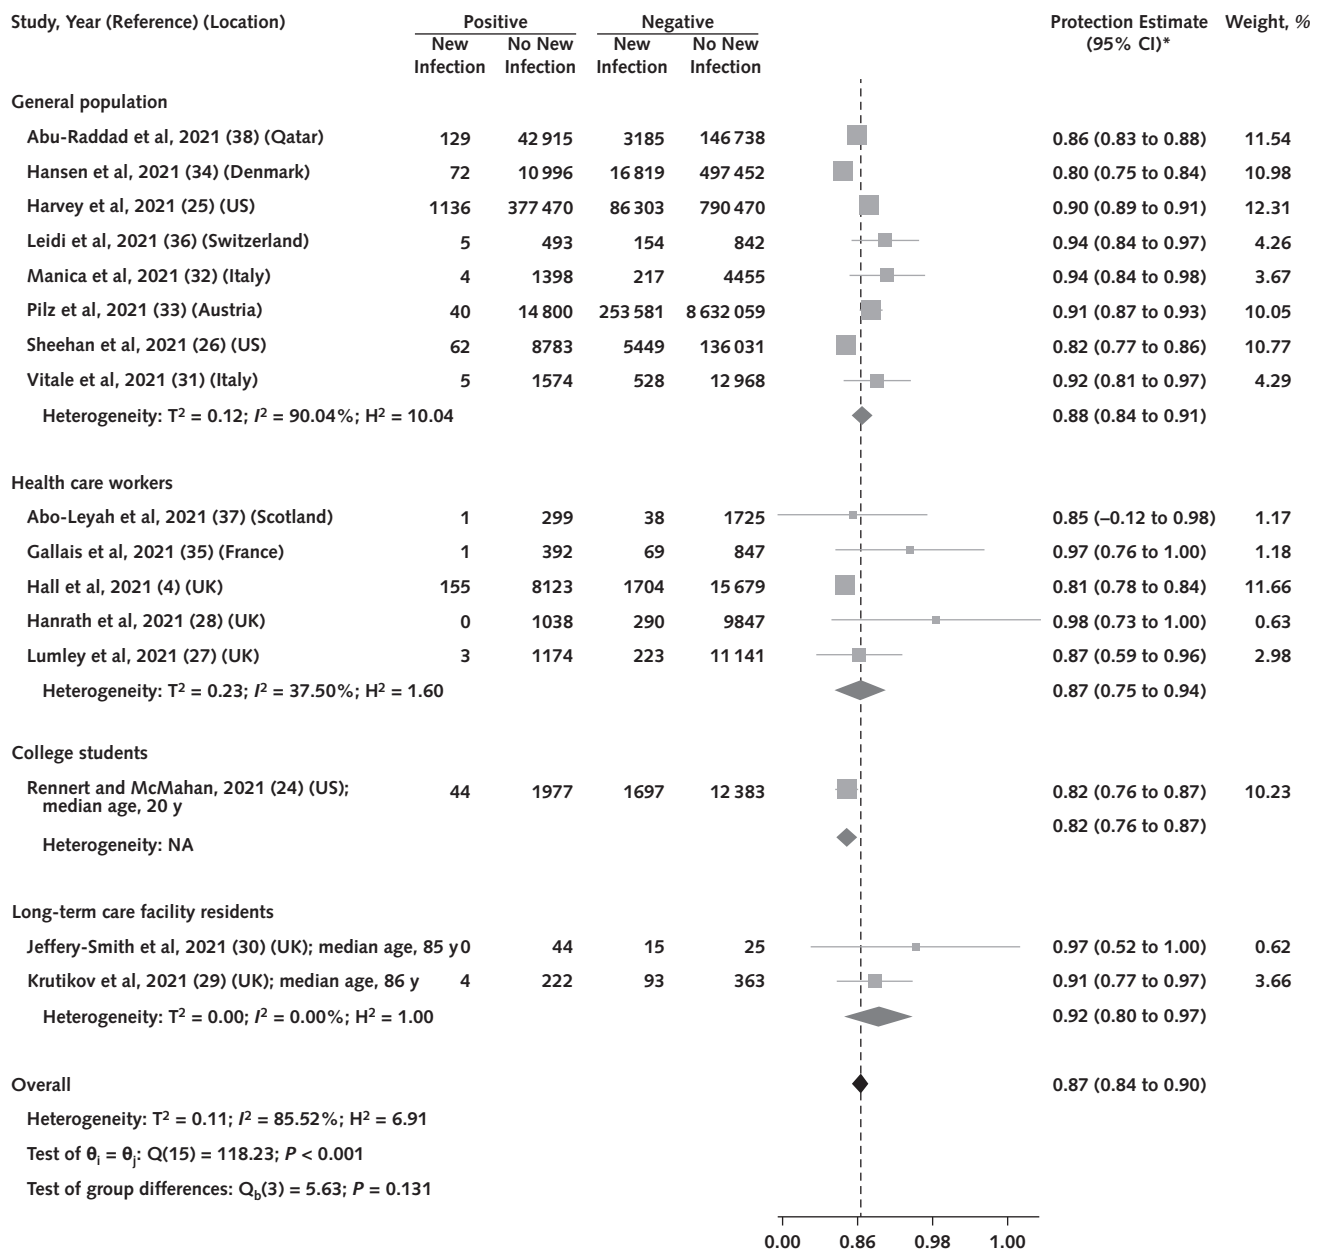 Study, Year (Reference) (Location) Positive Negative Protection Estimate Weight, %
New No New New No New (95% CI)*
Infection Infection Infection Infection
General population
Abu-Raddad et al, 2021 (38) (Qatar) 129 42 915 3185 146 738 0.86 (0.83 to 0.88) 11.54
Hansen et al, 2021 (34) (Denmark) 72 10 996 16 819 497 452 0.80 (0.75 to 0.84) 10.98
Harvey et al, 2021 (25) (US) 1136 377 470 86 303 790 470 0.90 (0.89 to 0.91) 12.31
Leidi et al, 2021 (36) (Switzerland) 5 493 154 842 0.94 (0.84 to 0.97) 4.26
Manica et al, 2021 (32) (Italy) 4 1398 217 4455 0.94 (0.84 to 0.98) 3.67
Pilz et al, 2021 (33) (Austria) 40 14 800 253 581 8 632 059 0.91 (0.87 to 0.93) 10.05
Sheehan et al, 2021 (26) (US) 62 8783 5449 136 031 0.82 (0.77 to 0.86) 10.77
Vitale et al, 2021 (31) (Italy) 5 1574 528 12 968 0.92 (0.81 to 0.97) 4.29
Heterogeneity: T² = 0.12; I² = 90.04%; H² = 10.04 0.88 (0.84 to 0.91)
Health care workers
Abo-Leyah et al, 2021 (37) (Scotland) 1 299 38 1725 0.85 (–0.12 to 0.98) 1.17
Gallais et al, 2021 (35) (France) 1 392 69 847 0.97 (0.76 to 1.00) 1.18
Hall et al, 2021 (4) (UK) 155 8123 1704 15 679 0.81 (0.78 to 0.84) 11.66
Hanrath et al, 2021 (28) (UK) 0 1038 290 9847 0.98 (0.73 to 1.00) 0.63
Lumley et al, 2021 (27) (UK) 3 1174 223 11 141 0.87 (0.59 to 0.96) 2.98
Heterogeneity: T² = 0.23; I² = 37.50%; H² = 1.60 0.87 (0.75 to 0.94)
College students
Rennert and McMahan, 2021 (24) (US); 44 1977 1697 12 383 0.82 (0.76 to 0.87) 10.23
median age, 20 y
0.82 (0.76 to 0.87)
Heterogeneity: NA
Long-term care facility residents
Jeffery-Smith et al, 2021 (30) (UK); median age, 85 y 0 44 15 25 0.97 (0.52 to 1.00) 0.62
Krutikov et al, 2021 (29) (UK); median age, 86 y 4 222 93 363 0.91 (0.77 to 0.97) 3.66
Heterogeneity: T² = 0.00; I² = 0.00%; H² = 1.00 0.92 (0.80 to 0.97)
Overall 0.87 (0.84 to 0.90)
Heterogeneity: T² = 0.11; I² = 85.52%; H² = 6.91
Test of θi = θj: Q(15) = 118.23; P < 0.001
Test of group differences: Qb(3) = 5.63; P = 0.131
0.00 0.86 0.98 1.00